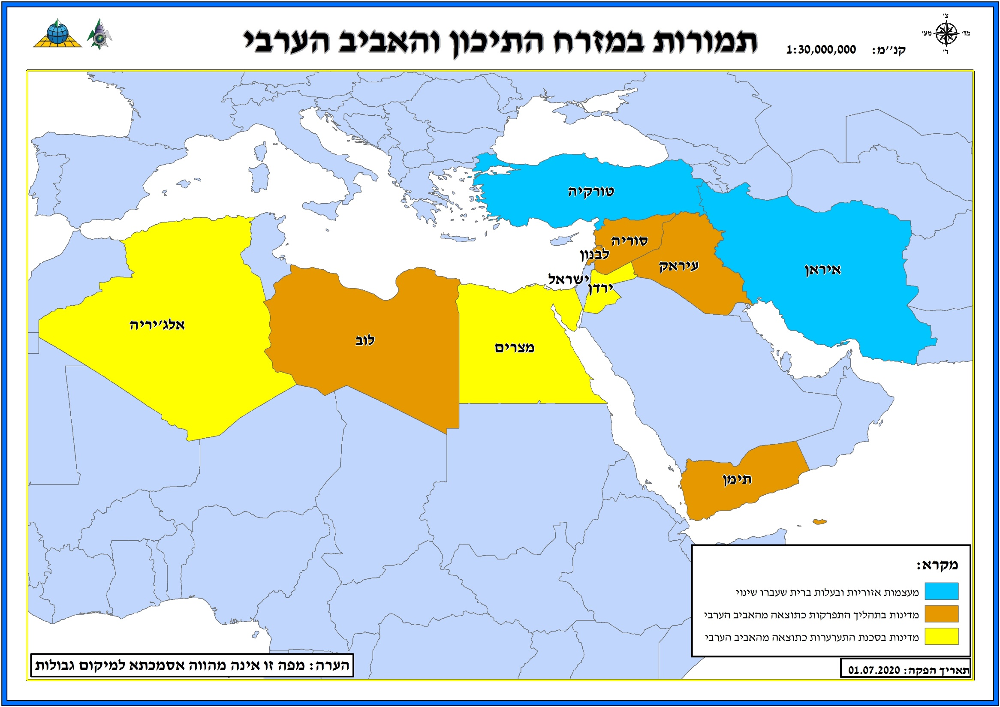 תמורות במזרח התיכון והאביב הערבי
קנ''מ: 1:30,000,000
צ'
מז'
מע'
ד'
טורקיה
סוריה
לבנון
עיראק
איראן
ישראל
ירדן
אלג'יריה
לוב
מצרים
תימן
מקרא:
מעצמות אזוריות ובעלות ברית שעברו שינוי
מדינות בתהליך התפרקות כתוצאה מהאביב הערבי
מדינות בסכנת התערערות כתוצאה מהאביב הערבי
תאריך הפקה: 01.07.2020
הערה: מפה זו אינה מהווה אסמכתא למיקום גבולות